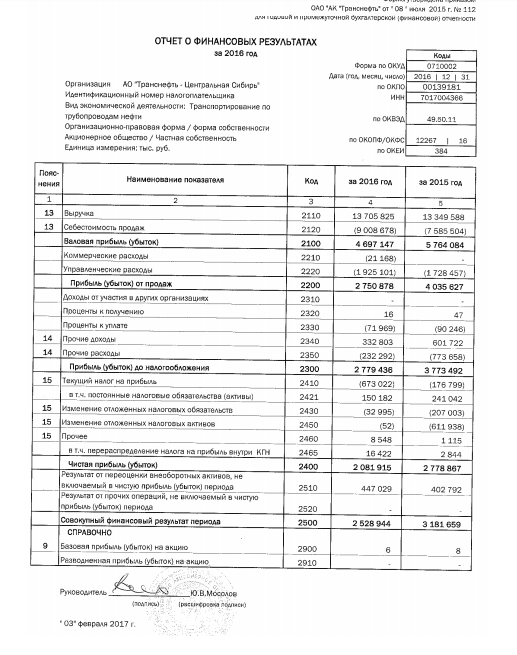 ОАО "АК "Транснефть" от " 08 " июля 2015 г. № 112
для годовой и промежуточной бухгалтерской (финансовой) отчетности
ОТЧЕТ О ФИНАНСОВЫХ РЕЗУЛЬТАТАХ
за 2016 год
Коды
Форма по ОКУД 0710002
Дата (год, месяц, число) 2016 | 12 | 31
Организация АО "Транснефть - Центральная Сибирь" по ОКПО 00139181
Идентификационный номер налогоплательщика ИНН 7017004366
Вид экономической деятельности: Транспортирование по
трубопроводам нефти по ОКВЭД 49.50.11
Организационно-правовая форма / форма собственности
Акционерное общество / Частная собственность по ОКОПФ/ОКФС 12267 | 16
Единица измерения: тыс. руб. по ОКЕИ 384
Пояс-
нения Наименование показателя Код за 2016 год за 2015 год
1 2 3 4 5
13 Выручка 2110 13 705 825 13 349 588
13 Себестоимость продаж 2120 (9 008 678) (7 585 504)
Валовая прибыль (убыток) 2100 4 697 147 5 764 084
Коммерческие расходы 2210 (21 168) -
Управленческие расходы 2220 (1 925 101) (1 728 457)
Прибыль (убыток) от продаж 2200 2 750 878 4 035 627
Доходы от участия в других организациях 2310 - -
Проценты к получению 2320 16 47
Проценты к уплате 2330 (71 969) (90 246)
14 Прочие доходы 2340 332 803 601 722
14 Прочие расходы 2350 (232 292) (773 658)
Прибыль (убыток) до налогообложения 2300 2 779 436 3 773 492
15 Текущий налог на прибыль 2410 (673 022) (176 799)
в т.ч. постоянные налоговые обязательства (активы) 2421 150 182 241 042
15 Изменение отложенных налоговых обязательств 2430 (32 995) (207 003)
15 Изменение отложенных налоговых активов 2450 (52) (611 938)
15 Прочее 2460 8 548 1 115
в т.ч. перераспределение налога на прибыль внутри КГН 2465 16 422 2 844
Чистая прибыль (убыток) 2400 2 081 915 2 778 867
Результат от переоценки внеоборотных активов, не
включаемый в чистую прибыль (убыток) периода 2510 447 029 402 792
Результат от прочих операций, не включаемый в чистую
прибыль (убыток) периода 2520 - -
Совокупный финансовый результат периода 2500 2 528 944 3 181 659
СПРАВОЧНО
9 Базовая прибыль (убыток) на акцию 2900 6 8
Разводненная прибыль (убыток) на акцию 2910 - -
Руководитель Ю.В.Мосолов
(подпись) (расшифровка подписи)
" 03" февраля 2017 г.